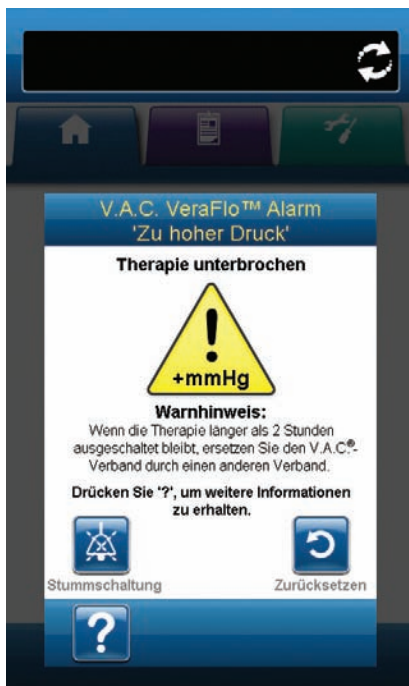 V.A.C. VeraFlo™ Alarm
'Zu hoher Druck'
Therapie unterbrochen
!
+mmHg
Warnhinweis:
Wenn die Therapie länger als 2 Stunden
ausgeschaltet bleibt, ersetzen Sie den V.A.C.®-
Verband durch einen anderen Verband.
Drücken Sie '?', um weitere Informationen
zu erhalten.
Stummschaltung Zurücksetzen
?